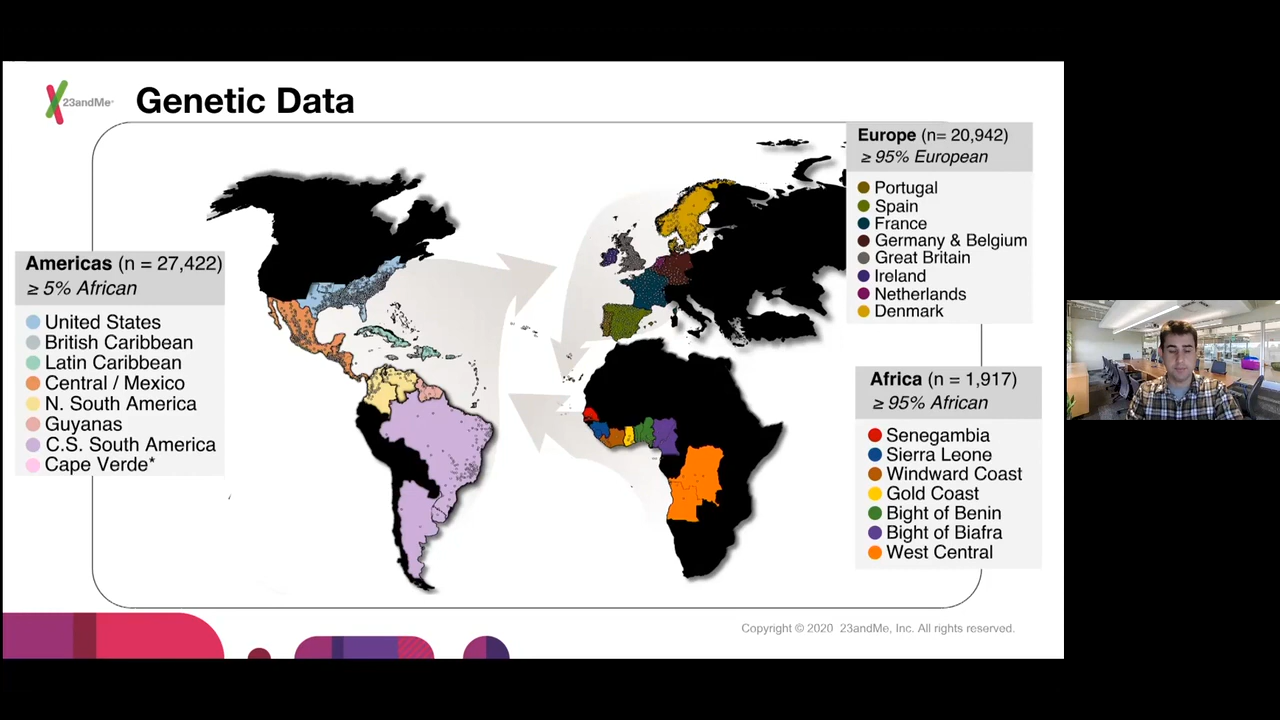 23andMe
Genetic Data
Americas (n = 27,422)
≥ 5% African
United States
British Caribbean
Latin Caribbean
Central / Mexico
N. South America
Guyanas
C.S. South America
Cape Verde*
Europe (n= 20,942)
≥ 95% European
Portugal
Spain
France
Germany & Belgium
Great Britain
Ireland
Netherlands
Denmark
Africa (n = 1,917)
≥ 95% African
Senegambia
Sierra Leone
Windward Coast
Gold Coast
Bight of Benin
Bight of Biafra
West Central
Copyright © 2020 23andMe, Inc. All rights reserved.